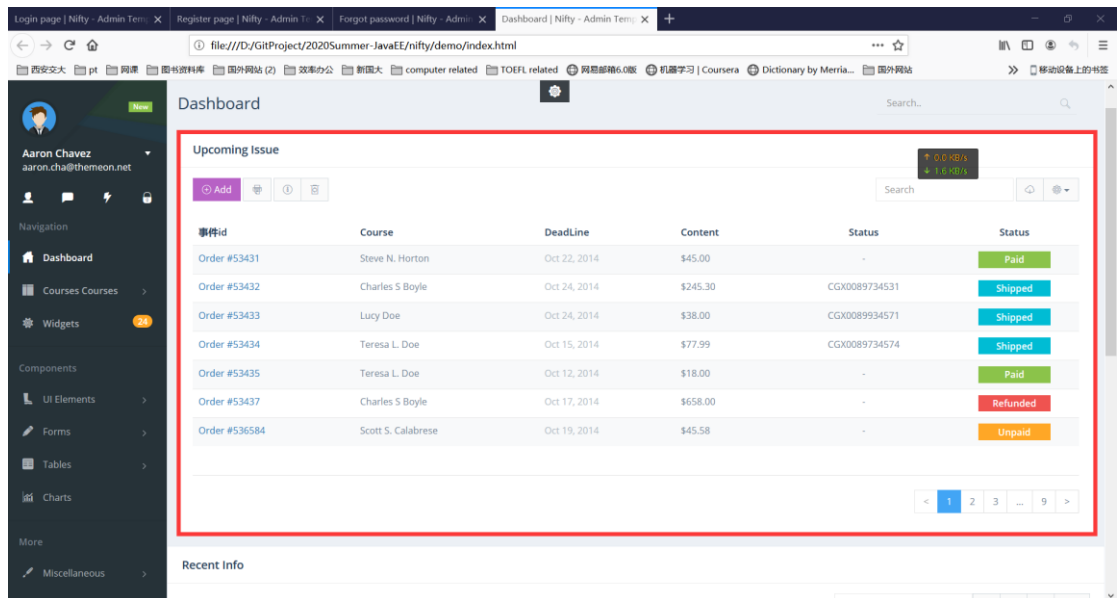 Login page | Nifty - Admin Tem Register page | Nifty - Admin Te Forgot password | Nifty - Admin Dashboard | Nifty - Admin Temp
file:///D:/GitProject/2020Summer-JavaEE/nifty/demo/index.html
西安交大 pt 网课 图书资料库 国外网站 (2) 效率办公 新国大 computer related TOEFL related 网易邮箱6.0版 机器学习 | Coursera Dictionary by Merria... 国外网站 移动设备上的书签
New
Aaron Chavez
aaron.cha@themeon.net
Navigation
Dashboard
Courses Courses
Widgets 24
Components
UI Elements
Forms
Tables
Charts
More
Miscellaneous
Dashboard Search..
Upcoming Issue
↑ 0.0 KB/s
↓ 1.6 KB/s
Add Search
事件id Course DeadLine Content Status Status
Order #53431 Steve N. Horton Oct 22, 2014 $45.00 - Paid
Order #53432 Charles S Boyle Oct 24, 2014 $245.30 CGX0089734531 Shipped
Order #53433 Lucy Doe Oct 24, 2014 $38.00 CGX0089934571 Shipped
Order #53434 Teresa L. Doe Oct 15, 2014 $77.99 CGX0089734574 Shipped
Order #53435 Teresa L. Doe Oct 12, 2014 $18.00 - Paid
Order #53437 Charles S Boyle Oct 17, 2014 $658.00 - Refunded
Order #536584 Scott S. Calabrese Oct 19, 2014 $45.58 - Unpaid
< 1 2 3 ... 9 >
Recent Info